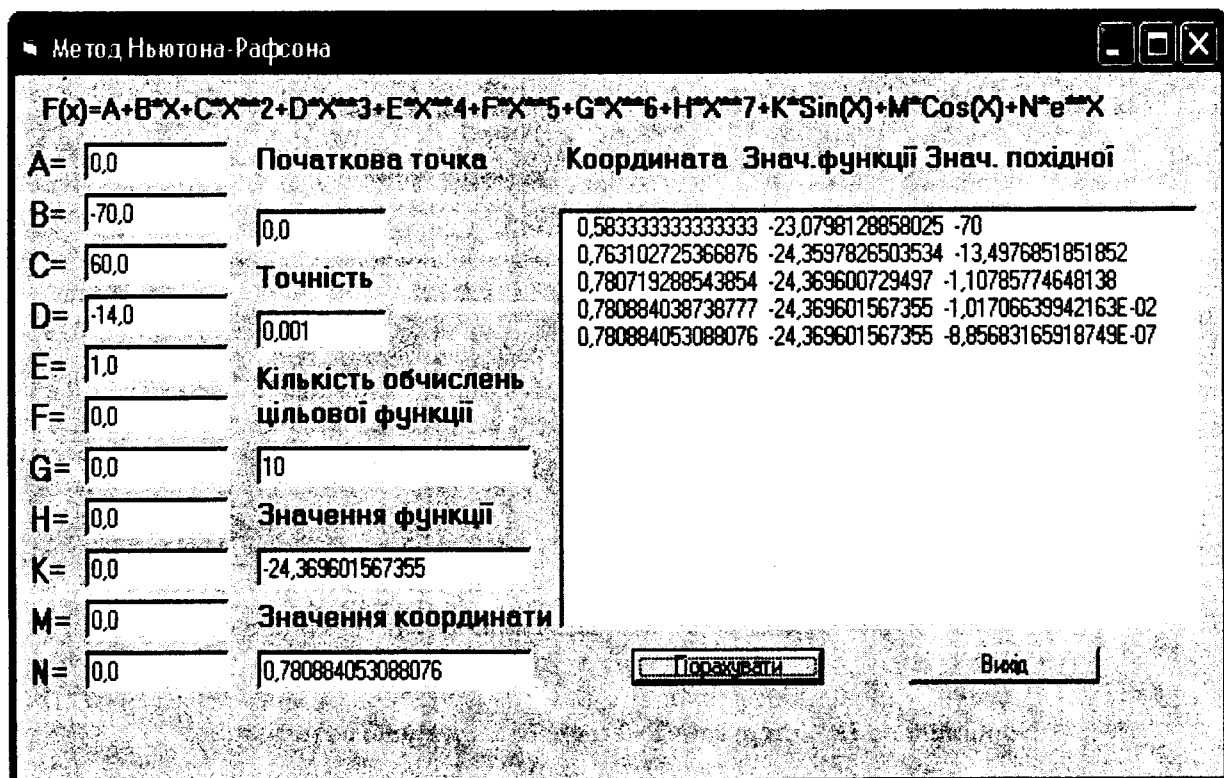 Метод Ньютона-Рафсона
F(x)=A+B*X+C*X**2+D*X**3+E*X**4+F*X**5+G*X**6+H*X**7+K*Sin(X)+M*Cos(X)+N*e**X
A= 0,0
B= -70,0
C= 60,0
D= -14,0
E= 1,0
F= 0,0
G= 0,0
H= 0,0
K= 0,0
M= 0,0
N= 0,0
Початкова точка
0,0
Точність
0,001
Кількість обчислень
цільової функції
10
Значення функції
-24,369601567355
Значення координати
0,780884053088076
Координата Знач.функції Знач. похідної
0,583333333333333 -23,0798128858025 -70
0,763102725366876 -24,3597826503534 -13,4976851851852
0,780719288543854 -24,369600729497 -1,10785774648138
0,780884038738777 -24,369601567355 -1,01706639942163E-02
0,780884053088076 -24,369601567355 -8,85683165918749E-07
Порахувати
Вихід